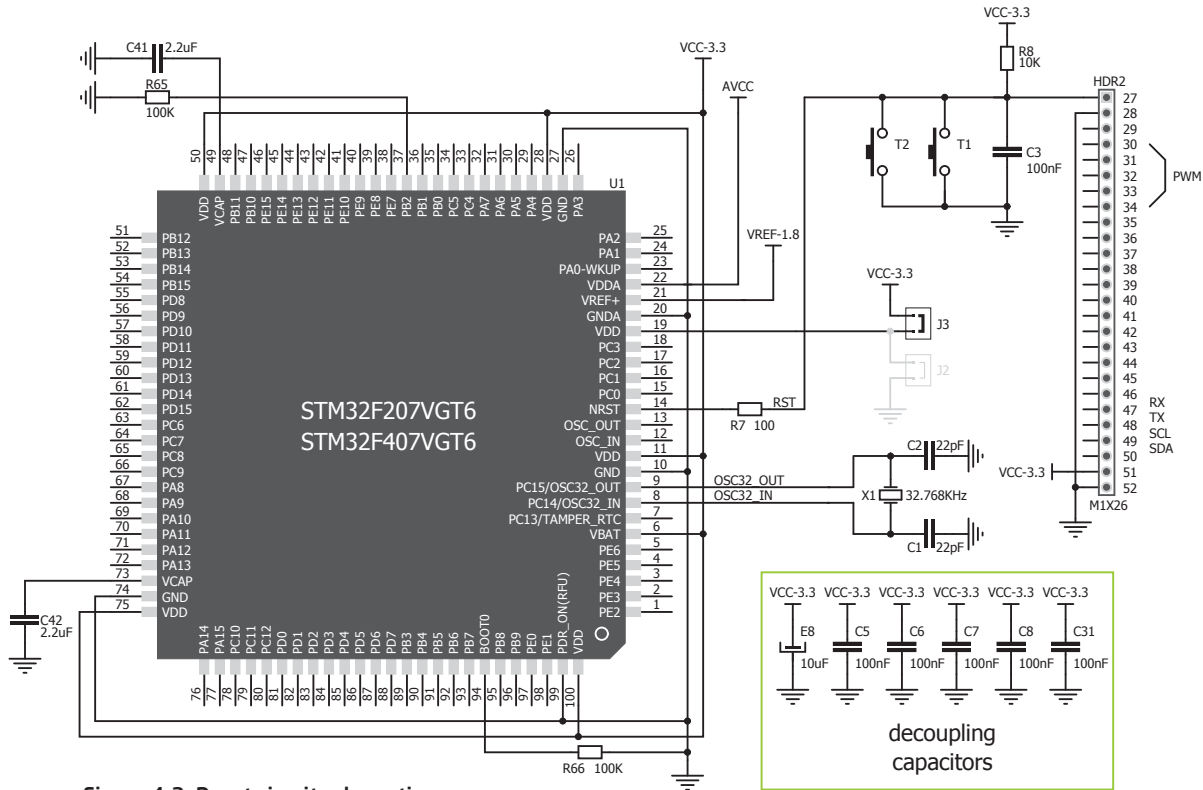 C41 2.2uF
R65
100K
VCC-3.3
AVCC
VCC-3.3
R8
10K
HDR2
T2
T1
C3
100nF
PWM
50 49 48 47 46 45 44 43 42 41 40 39 38 37 36 35 34 33 32 31 30 29 28 27 26
VDD VCAP PB11 PB10 PE15 PE14 PE13 PE12 PE11 PE10 PE9 PE8 PE7 PB2 PB1 PB0 PC5 PC4 PA7 PA6 PA5 PA4 VDD GND PA3
U1
51 PB12
52 PB13
53 PB14
54 PB15
55 PD8
56 PD9
57 PD10
58 PD11
59 PD12
60 PD13
61 PD14
62 PD15
63 PC6
64 PC7
65 PC8
66 PC9
67 PA8
68 PA9
69 PA10
70 PA11
71 PA12
72 PA13
73 VCAP
74 GND
75 VDD
STM32F207VGT6
STM32F407VGT6
PA2 25
PA1 24
PA0-WKUP 23
VDDA 22
VREF+ 21
GNDA 20
VDD 19
PC3 18
PC2 17
PC1 16
PC0 15
NRST 14
OSC_OUT 13
OSC_IN 12
VDD 11
GND 10
PC15/OSC32_OUT 9
PC14/OSC32_IN 8
PC13/TAMPER_RTC 7
VBAT 6
PE6 5
PE5 4
PE4 3
PE3 2
PE2 1
PA14 PA15 PC10 PC11 PC12 PD0 PD1 PD2 PD3 PD4 PD5 PD6 PD7 PB3 PB4 PB5 PB6 PB7 BOOT0 PB8 PB9 PE0 PE1 PDR_ON(RFU) VDD
76 77 78 79 80 81 82 83 84 85 86 87 88 89 90 91 92 93 94 95 96 97 98 99 100
C42
2.2uF
R66 100K
VREF-1.8
VCC-3.3
J3
J2
R7 100
RST
OSC32_OUT
OSC32_IN
C2 22pF
X1 32.768KHz
C1 22pF
27
28
29
30
31
32
33
34
35
36
37
38
39
40
41
42
43
44
45
46
47 RX
48 TX
49 SCL
50 SDA
VCC-3.3 51
52
M1X26
VCC-3.3 VCC-3.3 VCC-3.3 VCC-3.3 VCC-3.3 VCC-3.3
E8 C5 C6 C7 C8 C31
10uF 100nF 100nF 100nF 100nF 100nF
decoupling
capacitors